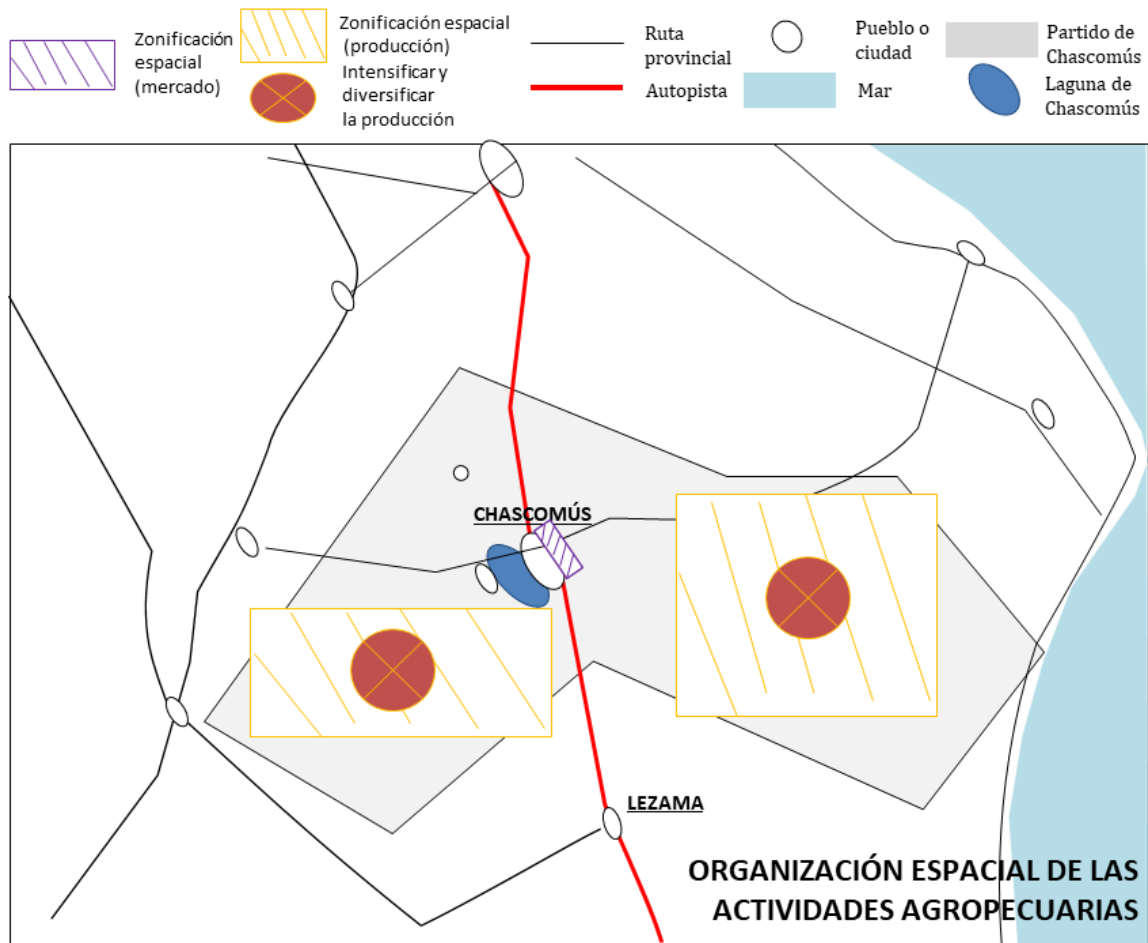 Zonificación
espacial
(mercado)
Zonificación espacial
(producción)
Intensificar y
diversificar
la producción
Ruta
provincial
Autopista
Pueblo o
ciudad
Mar
Partido de
Chascomús
Laguna de
Chascomús
CHASCOMÚS
LEZAMA
ORGANIZACIÓN ESPACIAL DE LAS
ACTIVIDADES AGROPECUARIAS